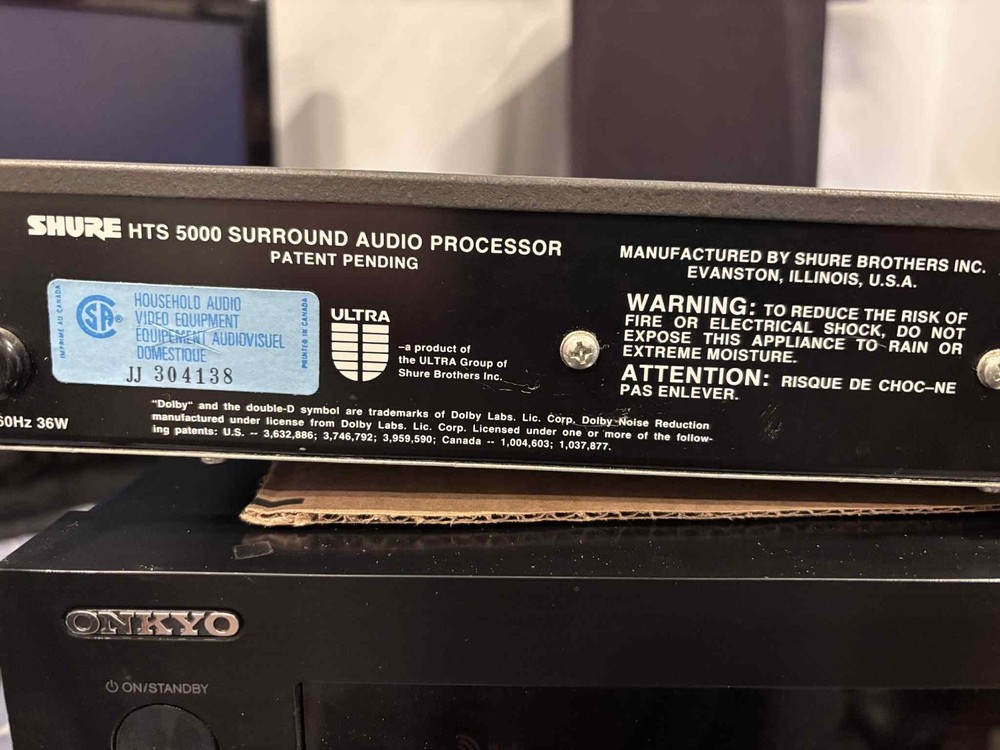 SHURE HTS 5000 SURROUND AUDIO PROCESSOR
PATENT PENDING
MANUFACTURED BY SHURE BROTHERS INC.
EVANSTON, ILLINOIS, U.S.A.
IMPRIME AU CANADA
SA®
HOUSEHOLD AUDIO
VIDEO EQUIPMENT
EQUIPEMENT AUDIOVISUEL
DOMESTIQUE
JJ 304138
PRINTED IN CANADA
ULTRA
–a product of
the ULTRA Group of
Shure Brothers Inc.
WARNING: TO REDUCE THE RISK OF
FIRE OR ELECTRICAL SHOCK, DO NOT
EXPOSE THIS APPLIANCE TO RAIN OR
EXTREME MOISTURE.
ATTENTION: RISQUE DE CHOC–NE
PAS ENLEVER.
60Hz 36W
"Dolby" and the double-D symbol are trademarks of Dolby Labs. Lic. Corp. Dolby Noise Reduction
manufactured under license from Dolby Labs. Lic. Corp. Licensed under one or more of the follow-
ing patents: U.S. -- 3,632,886; 3,746,792; 3,959,590; Canada -- 1,004,603; 1,037,877.
ONKYO
ON/STANDBY